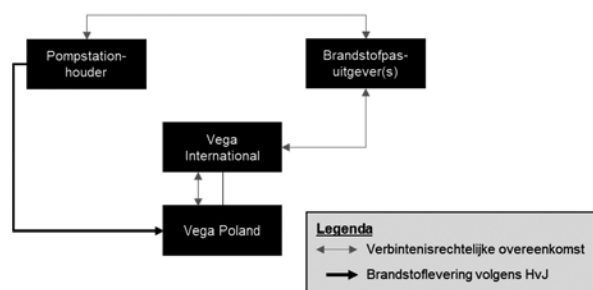 Pompstation-
houder
Brandstofpas-
uitgever(s)
Vega
International
Vega Poland
Legenda
Verbintenisrechtelijke overeenkomst
Brandstoflevering volgens HvJ